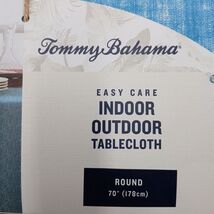 Tommy Bahama®
EASY CARE
INDOOR
OUTDOOR
TABLECLOTH
ROUND
70" (178cm)